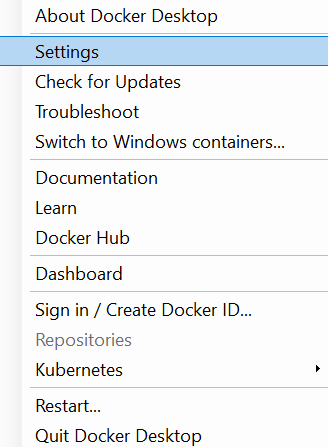 About Docker Desktop
Settings
Check for Updates
Troubleshoot
Switch to Windows containers...
Documentation
Learn
Docker Hub
Dashboard
Sign in / Create Docker ID...
Repositories
Kubernetes
Restart...
Quit Docker Desktop